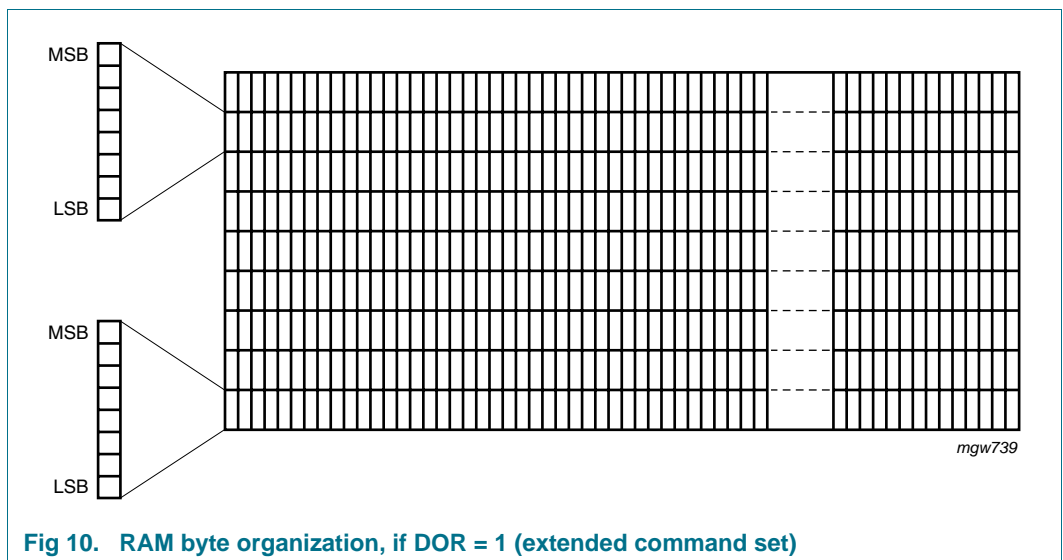 MSB
LSB
MSB
LSB
mgw739
Fig 10. RAM byte organization, if DOR = 1 (extended command set)